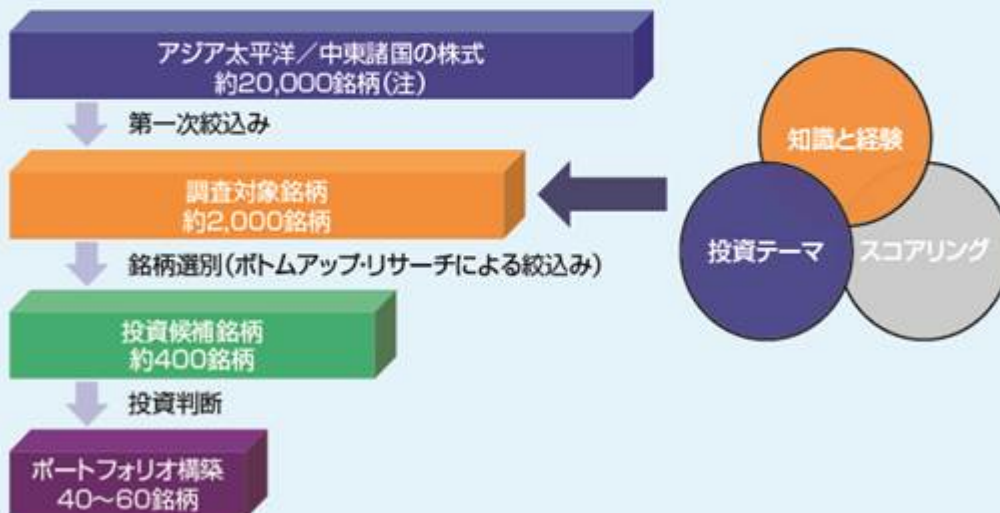 アジア太平洋／中東諸国の株式
約20,000銘柄(注)
第一次絞込み
調査対象銘柄
約2,000銘柄
銘柄選別(ボトムアップ・リサーチによる絞込み)
投資候補銘柄
約400銘柄
投資判断
ポートフォリオ構築
40～60銘柄
知識と経験
投資テーマ
スコアリング